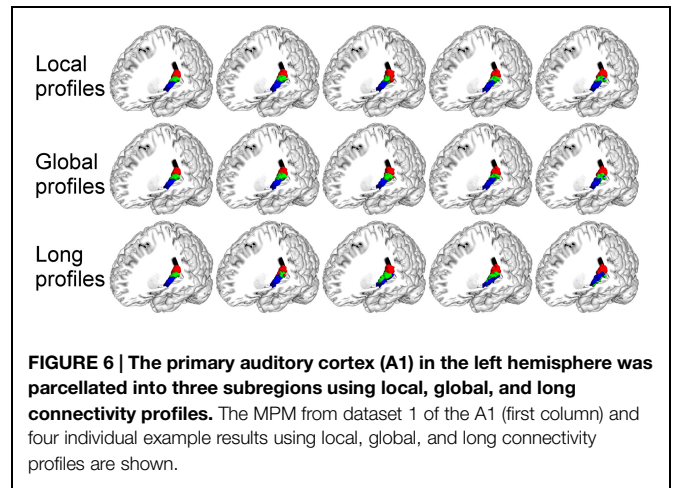 Local
profiles
Global
profiles
Long
profiles
FIGURE 6 | The primary auditory cortex (A1) in the left hemisphere was
parcellated into three subregions using local, global, and long
connectivity profiles. The MPM from dataset 1 of the A1 (first column) and
four individual example results using local, global, and long connectivity
profiles are shown.